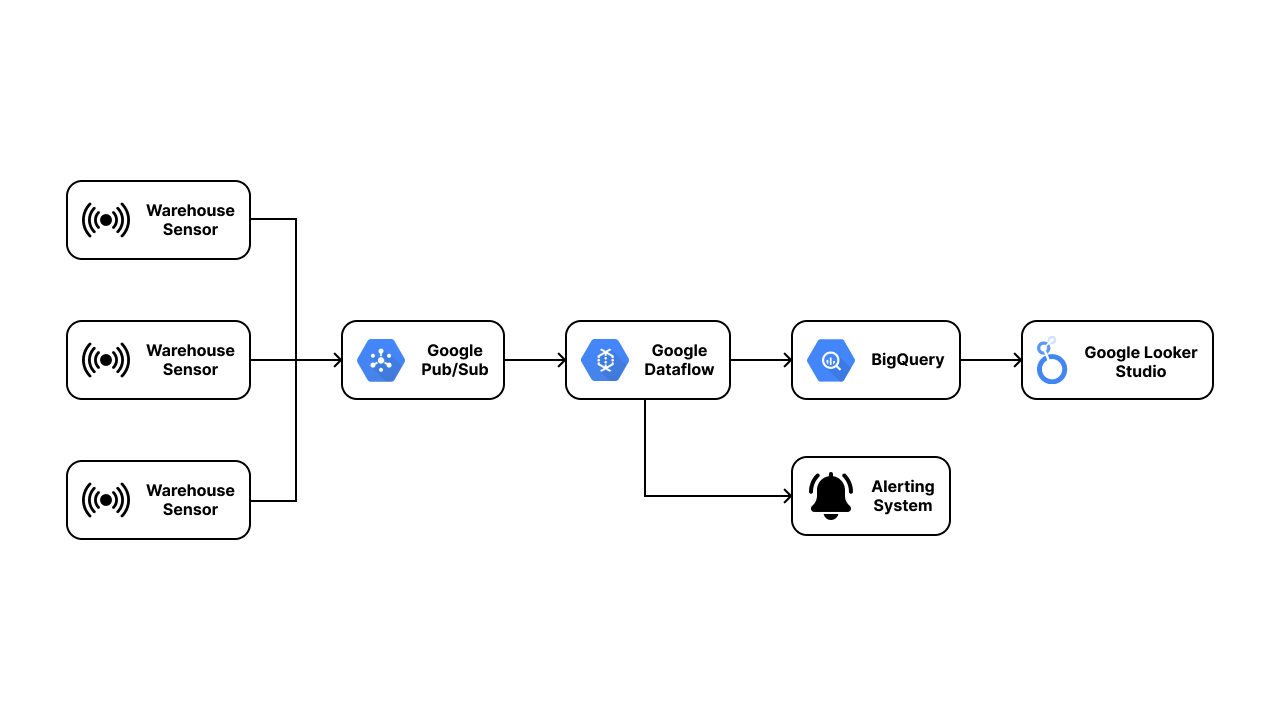 Warehouse
Sensor
Warehouse
Sensor
Warehouse
Sensor
Google
Pub/Sub
Google
Dataflow
BigQuery
Google Looker
Studio
Alerting
System